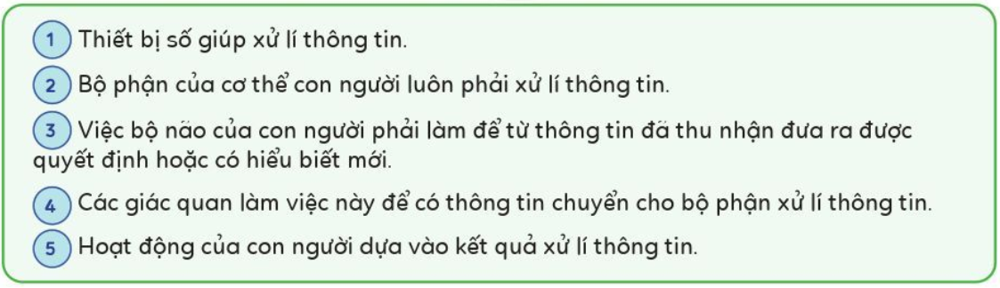 1 Thiết bị số giúp xử lí thông tin.
2 Bộ phận của cơ thể con người luôn phải xử lí thông tin.
3 Việc bộ não của con người phải làm để từ thông tin đã thu nhận đưa ra được
quyết định hoặc có hiểu biết mới.
4 Các giác quan làm việc này để có thông tin chuyển cho bộ phận xử lí thông tin.
5 Hoạt động của con người dựa vào kết quả xử lí thông tin.